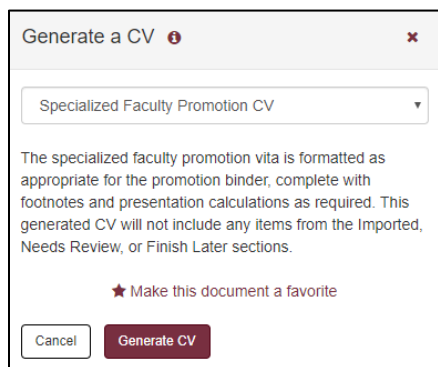 Generate a CV
Specialized Faculty Promotion CV
The specialized faculty promotion vita is formatted as
appropriate for the promotion binder, complete with
footnotes and presentation calculations as required. This
generated CV will not include any items from the Imported,
Needs Review, or Finish Later sections.
Make this document a favorite
Cancel Generate CV